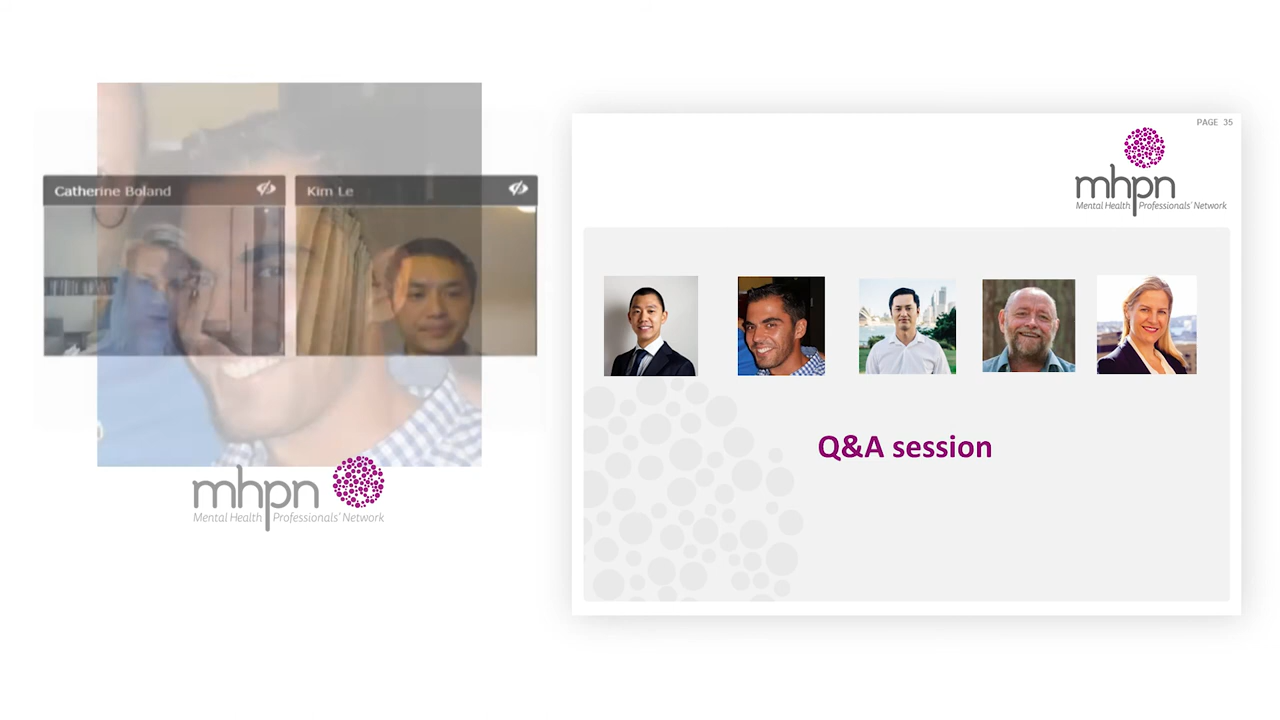 Catherine Boland
Kim Le
mhpn
Mental Health Professionals' Network
PAGE 35
mhpn
Mental Health Professionals' Network
Q&A session